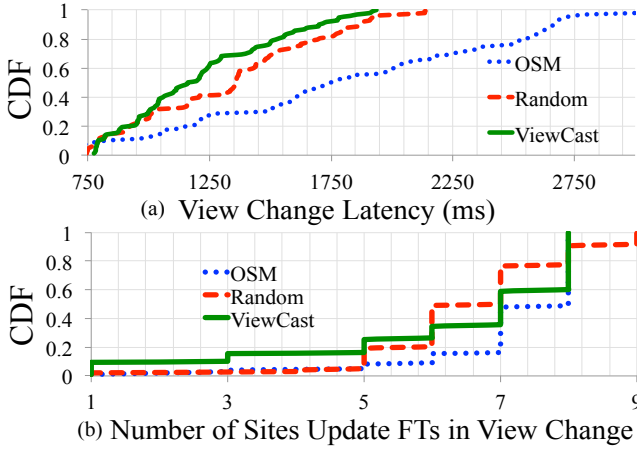 CDF
1
0.8
0.6
0.4
0.2
0
OSM
Random
ViewCast
750 1250 1750 2250 2750
(a) View Change Latency (ms)
CDF
1
0.8
0.6
0.4
0.2
0
OSM
Random
ViewCast
1 3 5 7 9
(b) Number of Sites Update FTs in View Change